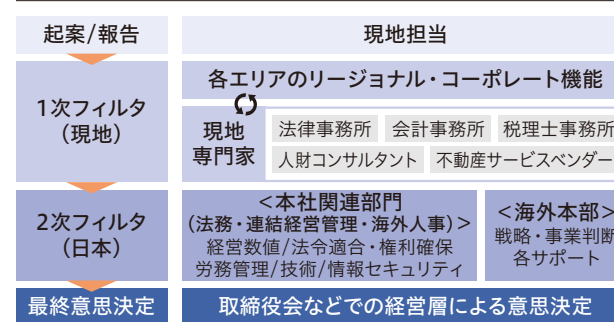 起案/報告
現地担当
1次フィルタ
(現地)
各エリアのリージョナル・コーポレート機能
現地
専門家
法律事務所 会計事務所 税理士事務所
人財コンサルタント 不動産サービスベンダー
2次フィルタ
(日本)
<本社関連部門
(法務・連結経営管理・海外人事)>
経営数値/法令適合・権利確保
労務管理/技術/情報セキュリティ
<海外本部>
戦略・事業判断
各サポート
最終意思決定
取締役会などでの経営層による意思決定